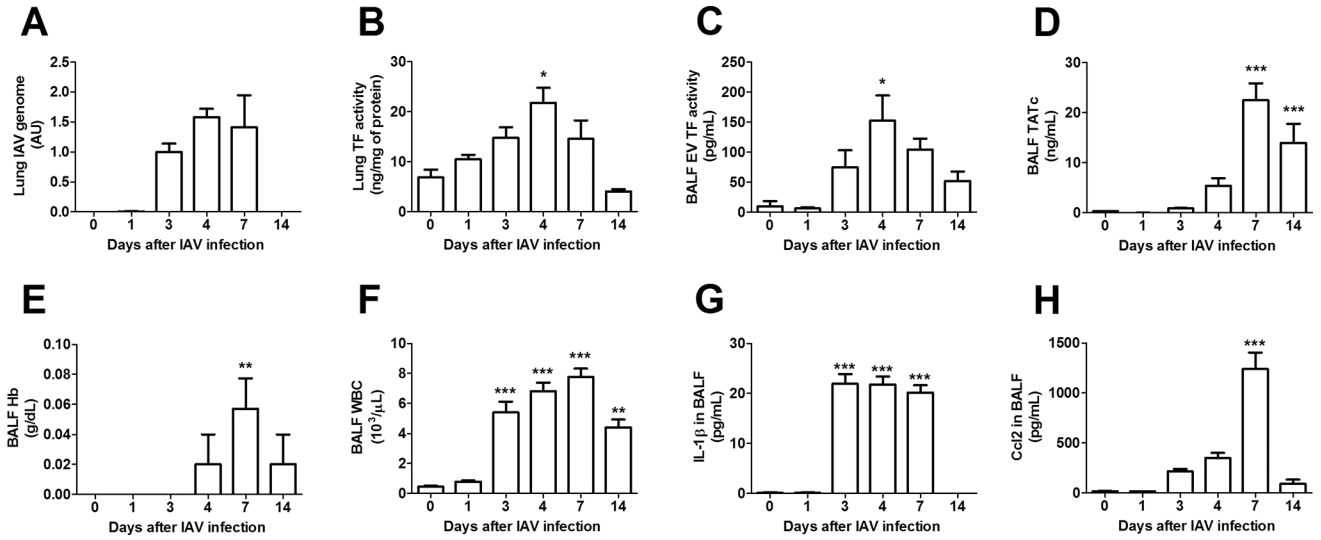 A
Lung IAV genome
(AU)
2.5
2.0
1.5
1.0
0.5
0.0
0 1 3 4 7 14
Days after IAV infection
B
Lung TF activity
(ng/mg of protein)
30
20
10
0
*
0 1 3 4 7 14
Days after IAV infection
C
BALF EV TF activity
(pg/mL)
250
200
150
100
50
0
*
0 1 3 4 7 14
Days after IAV infection
D
BALF TATc
(ng/mL)
30
20
10
0
***
***
0 1 3 4 7 14
Days after IAV infection
E
BALF Hb
(g/dL)
0.10
0.08
0.06
0.04
0.02
0.00
**
0 1 3 4 7 14
Days after IAV infection
F
BALF WBC
(10³/μL)
10
8
6
4
2
0
***
***
***
**
0 1 3 4 7 14
Days after IAV infection
G
IL-1β in BALF
(pg/mL)
30
20
10
0
*** *** ***
0 1 3 4 7 14
Days after IAV infection
H
Ccl2 in BALF
(pg/mL)
1500
1000
500
0
***
0 1 3 4 7 14
Days after IAV infection